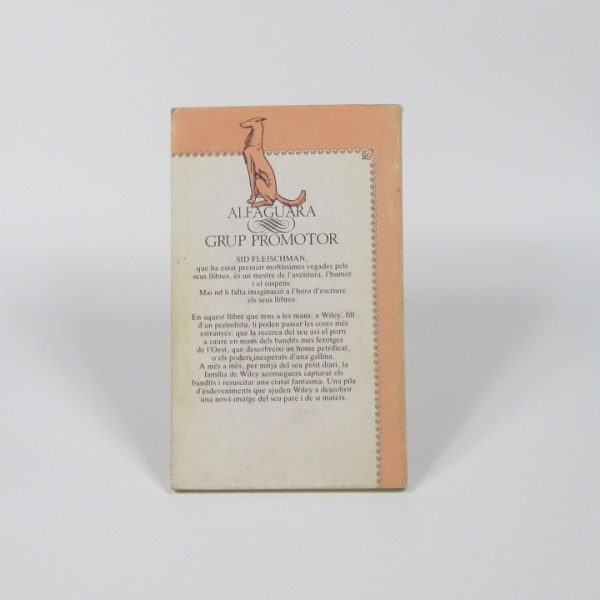 ALFAGUARA
GRUP PROMOTOR
SID FLEISCHMAN,
que ha estat premiat moltíssimes vegades pels
seus llibres, és un mestre de l'aventura, l'humor
i el suspens.
Mai no li falta imaginació a l'hora d'escriure
els seus llibres.
En aquest llibre que tens a les mans, a Wiley, fill
d'un periodista, li poden passar les coses més
estranyes: que la recerca del seu avi el porti
a caure en mans dels bandits més ferotges
de l'Oest, que descobreixi un home petrificat,
o els poders inesperats d'una gallina.
A més a més, per mitjà del seu petit diari, la
família de Wiley aconsegueix capturar els
bandits i resuscitar una ciutat fantasma. Una pila
d'esdeveniments que ajuden Wiley a descobrir
una nova imatge del seu pare i de si mateix.